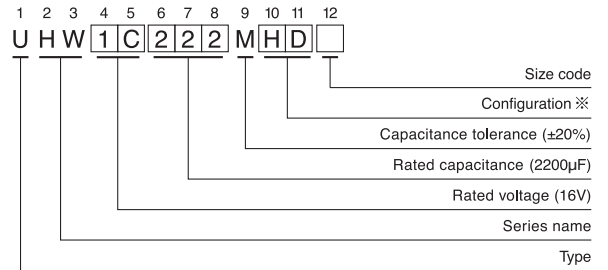 1 2 3 4 5 6 7 8 9 10 11 12
U H W 1 C 2 2 2 M H D
Size code
Configuration ※
Capacitance tolerance (±20%)
Rated capacitance (2200µF)
Rated voltage (16V)
Series name
Type